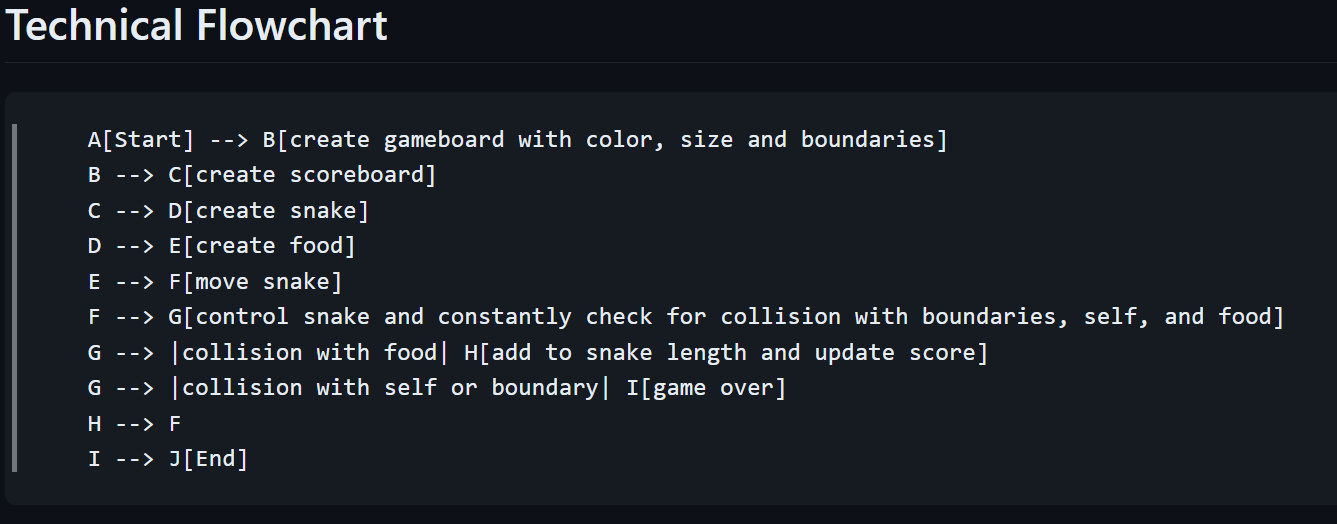 Technical Flowchart
A[Start] --> B[create gameboard with color, size and boundaries]
B --> C[create scoreboard]
C --> D[create snake]
D --> E[create food]
E --> F[move snake]
F --> G[control snake and constantly check for collision with boundaries, self, and food]
G --> |collision with food| H[add to snake length and update score]
G --> |collision with self or boundary| I[game over]
H --> F
I --> J[End]